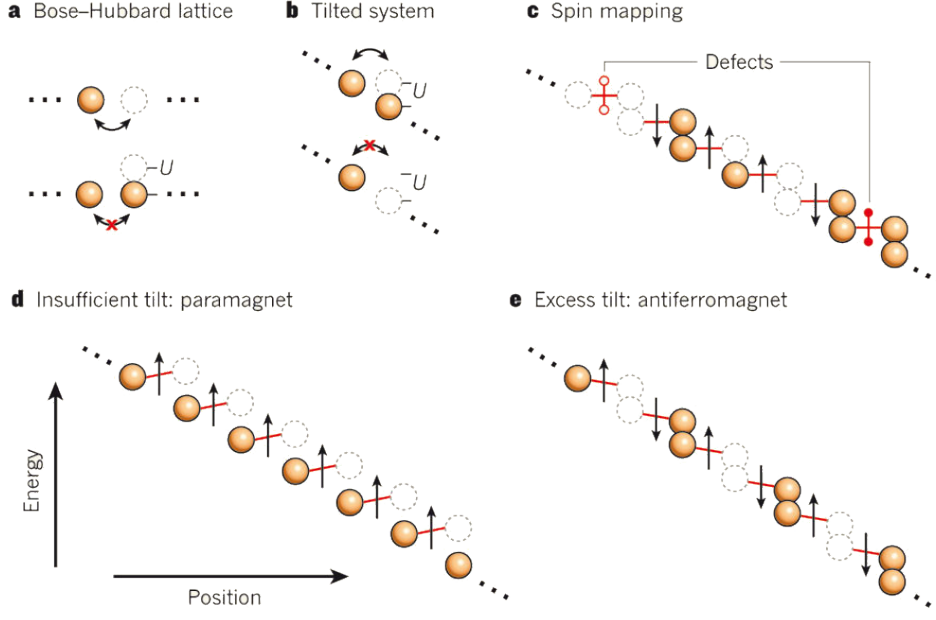 a Bose–Hubbard lattice
U
b Tilted system
U
U
c Spin mapping
Defects
d Insufficient tilt: paramagnet
Energy
Position
e Excess tilt: antiferromagnet